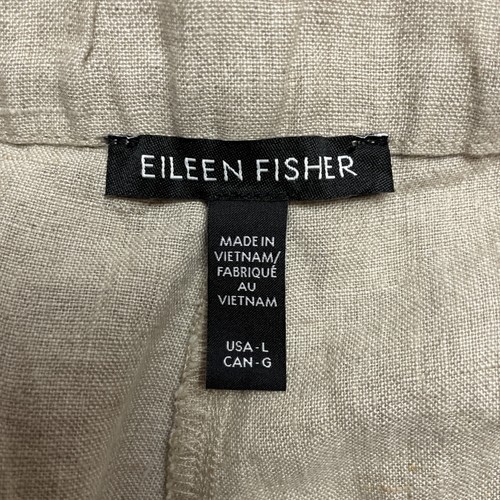 EILEEN FISHER
MADE IN
VIETNAM/
FABRIQUÉ
AU
VIETNAM
USA-L
CAN-G